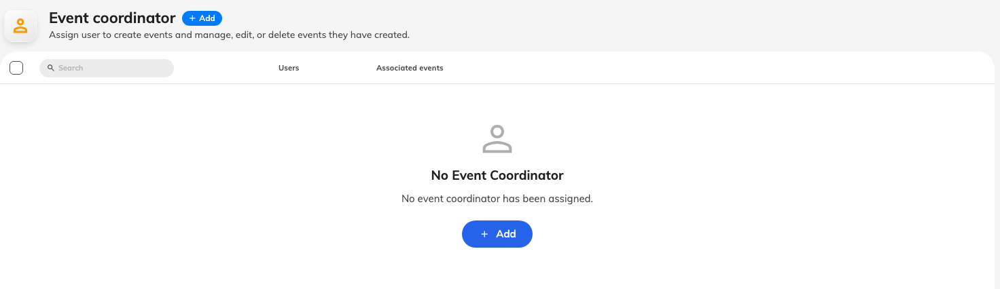 Event coordinator
+ Add
Assign user to create events and manage, edit, or delete events they have created.
Search
Users
Associated events
No Event Coordinator
No event coordinator has been assigned.
+ Add